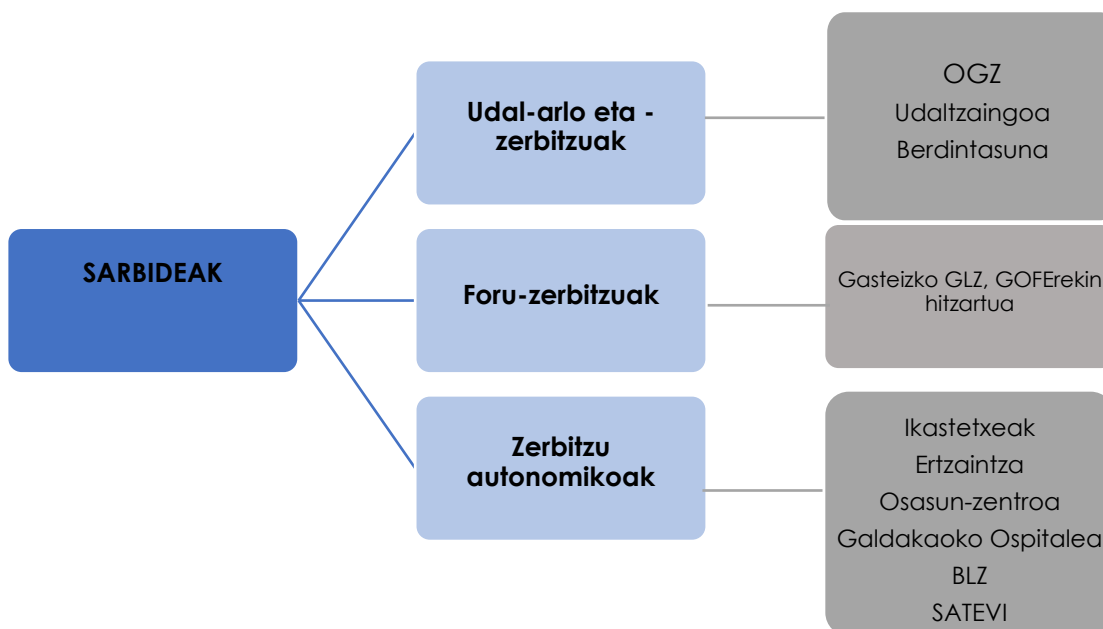 SARBIDEAK
Udal-arlo eta -
zerbitzuak
OGZ
Udaltzaingoa
Berdintasuna
Foru-zerbitzuak
Gasteizko GLZ, GOFErekin
hitzartua
Zerbitzu
autonomikoak
Ikastetxeak
Ertzaintza
Osasun-zentroa
Galdakaoko Ospitalea
BLZ
SATEVI